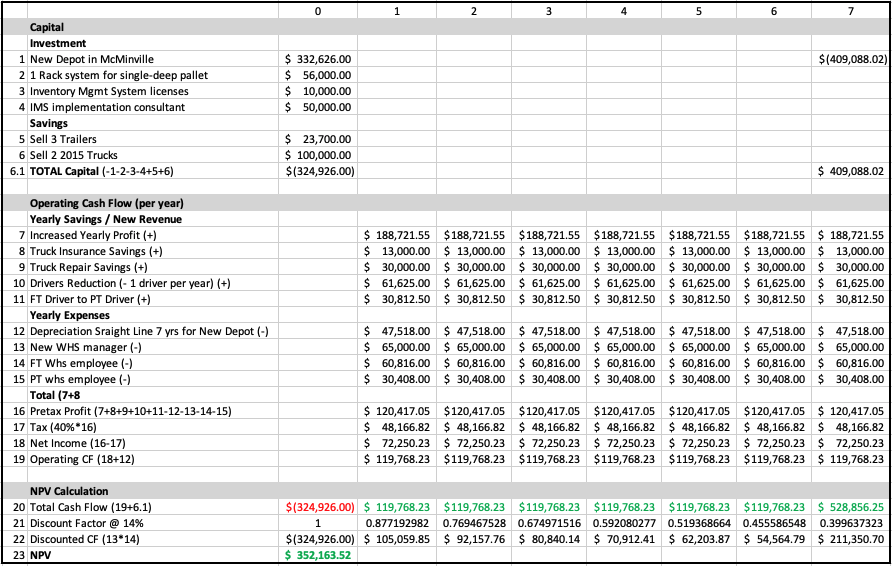 0 1 2 3 4 5 6 7
Capital
Investment
1 New Depot in McMinville $ 332,626.00 $(409,088.02)
2 1 Rack system for single-deep pallet $ 56,000.00
3 Inventory Mgmt System licenses $ 10,000.00
4 IMS implementation consultant $ 50,000.00
Savings
5 Sell 3 Trailers $ 23,700.00
6 Sell 2 2015 Trucks $ 100,000.00
6.1 TOTAL Capital (-1-2-3-4+5+6) $(324,926.00) $ 409,088.02
Operating Cash Flow (per year)
Yearly Savings / New Revenue
7 Increased Yearly Profit (+) $ 188,721.55 $188,721.55 $188,721.55 $188,721.55 $188,721.55 $188,721.55 $ 188,721.55
8 Truck Insurance Savings (+) $ 13,000.00 $ 13,000.00 $ 13,000.00 $ 13,000.00 $ 13,000.00 $ 13,000.00 $ 13,000.00
9 Truck Repair Savings (+) $ 30,000.00 $ 30,000.00 $ 30,000.00 $ 30,000.00 $ 30,000.00 $ 30,000.00 $ 30,000.00
10 Drivers Reduction (- 1 driver per year) (+) $ 61,625.00 $ 61,625.00 $ 61,625.00 $ 61,625.00 $ 61,625.00 $ 61,625.00 $ 61,625.00
11 FT Driver to PT Driver (+) $ 30,812.50 $ 30,812.50 $ 30,812.50 $ 30,812.50 $ 30,812.50 $ 30,812.50 $ 30,812.50
Yearly Expenses
12 Depreciation Sraight Line 7 yrs for New Depot (-) $ 47,518.00 $ 47,518.00 $ 47,518.00 $ 47,518.00 $ 47,518.00 $ 47,518.00 $ 47,518.00
13 New WHS manager (-) $ 65,000.00 $ 65,000.00 $ 65,000.00 $ 65,000.00 $ 65,000.00 $ 65,000.00 $ 65,000.00
14 FT Whs employee (-) $ 60,816.00 $ 60,816.00 $ 60,816.00 $ 60,816.00 $ 60,816.00 $ 60,816.00 $ 60,816.00
15 PT whs employee (-) $ 30,408.00 $ 30,408.00 $ 30,408.00 $ 30,408.00 $ 30,408.00 $ 30,408.00 $ 30,408.00
Total (7+8
16 Pretax Profit (7+8+9+10+11-12-13-14-15) $ 120,417.05 $120,417.05 $120,417.05 $120,417.05 $120,417.05 $120,417.05 $ 120,417.05
17 Tax (40%*16) $ 48,166.82 $ 48,166.82 $ 48,166.82 $ 48,166.82 $ 48,166.82 $ 48,166.82 $ 48,166.82
18 Net Income (16-17) $ 72,250.23 $ 72,250.23 $ 72,250.23 $ 72,250.23 $ 72,250.23 $ 72,250.23 $ 72,250.23
19 Operating CF (18+12) $ 119,768.23 $119,768.23 $119,768.23 $119,768.23 $119,768.23 $119,768.23 $ 119,768.23
NPV Calculation
20 Total Cash Flow (19+6.1) $(324,926.00) $ 119,768.23 $119,768.23 $119,768.23 $119,768.23 $119,768.23 $119,768.23 $ 528,856.25
21 Discount Factor @ 14% 1 0.877192982 0.769467528 0.674971516 0.592080277 0.519368664 0.455586548 0.399637323
22 Discounted CF (13*14) $(324,926.00) $ 105,059.85 $ 92,157.76 $ 80,840.14 $ 70,912.41 $ 62,203.87 $ 54,564.79 $ 211,350.70
23 NPV $ 352,163.52